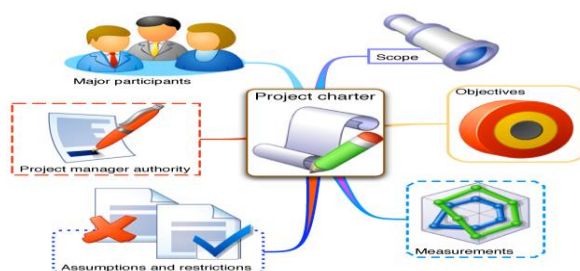 Major participants
Scope
Project charter
Objectives
Project manager authority
Measurements
Assumptions and restrictions